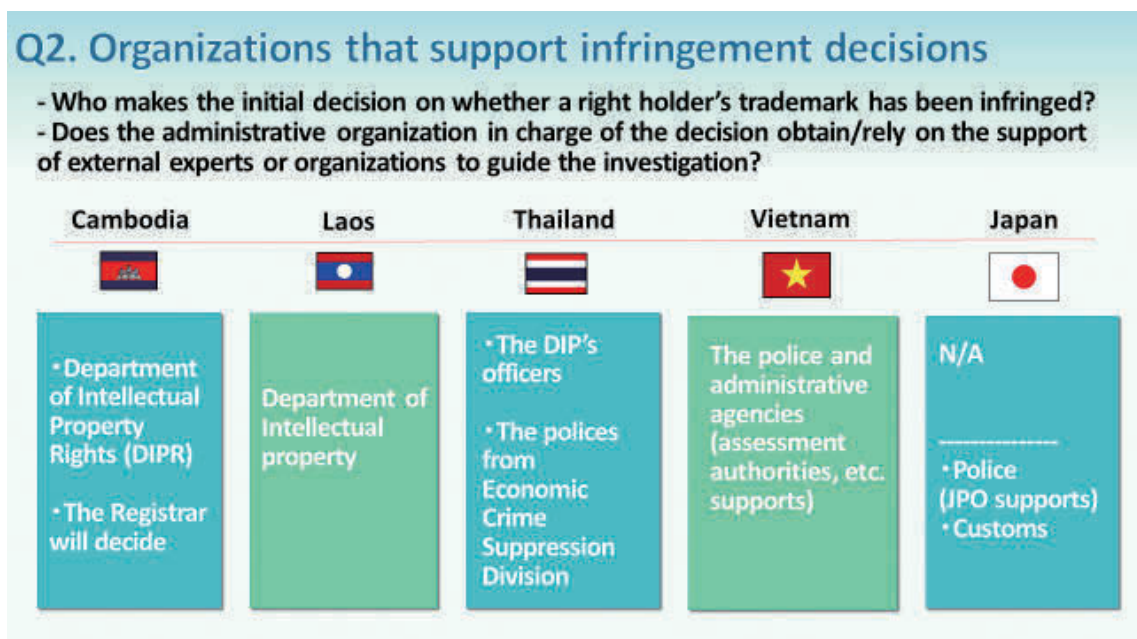 Q2. Organizations that support infringement decisions
- Who makes the initial decision on whether a right holder's trademark has been infringed?
- Does the administrative organization in charge of the decision obtain/rely on the support
of external experts or organizations to guide the investigation?
Cambodia
Laos
Thailand
Vietnam
Japan
・Department
of Intellectual
Property
Rights (DIPR)
・The Registrar
will decide
Department of
Intellectual
property
・The DIP's
officers
・The polices
from
Economic
Crime
Suppression
Division
The police and
administrative
agencies
(assessment
authorities, etc.
supports)
N/A
---------------
・Police
(JPO supports)
・Customs